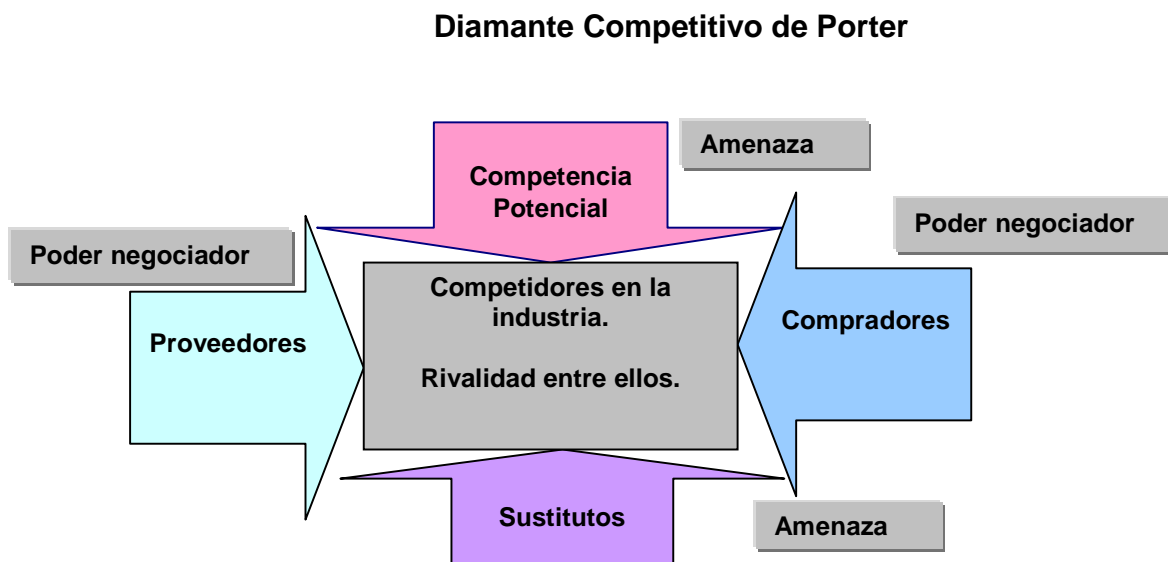 Diamante Competitivo de Porter
Amenaza
Competencia
Potencial
Poder negociador
Poder negociador
Competidores en la
industria.
Compradores
Proveedores
Rivalidad entre ellos.
Sustitutos
Amenaza